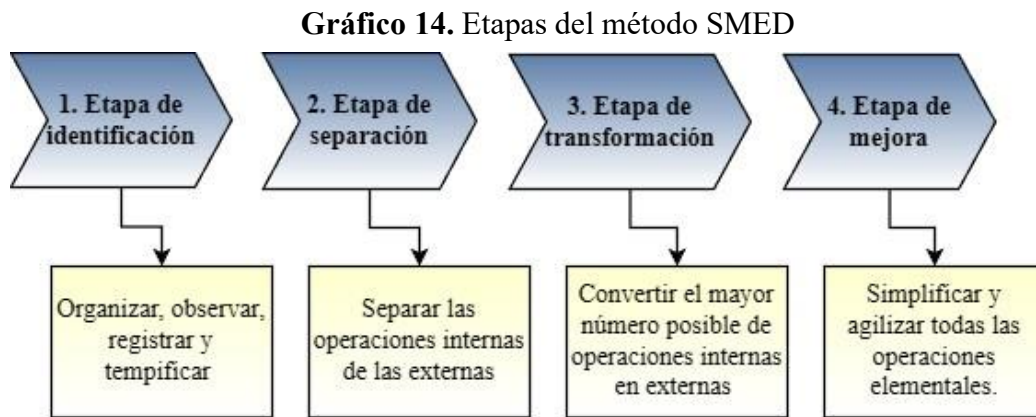 Gráfico 14. Etapas del método SMED
1. Etapa de
identificación
2. Etapa de
separación
3. Etapa de
transformación
4. Etapa de
mejora
Organizar, observar,
registrar y
tempificar
Separar las
operaciones internas
de las externas
Convertir el mayor
número posible de
operaciones internas
en externas
Simplificar y
agilizar todas las
operaciones
elementales.